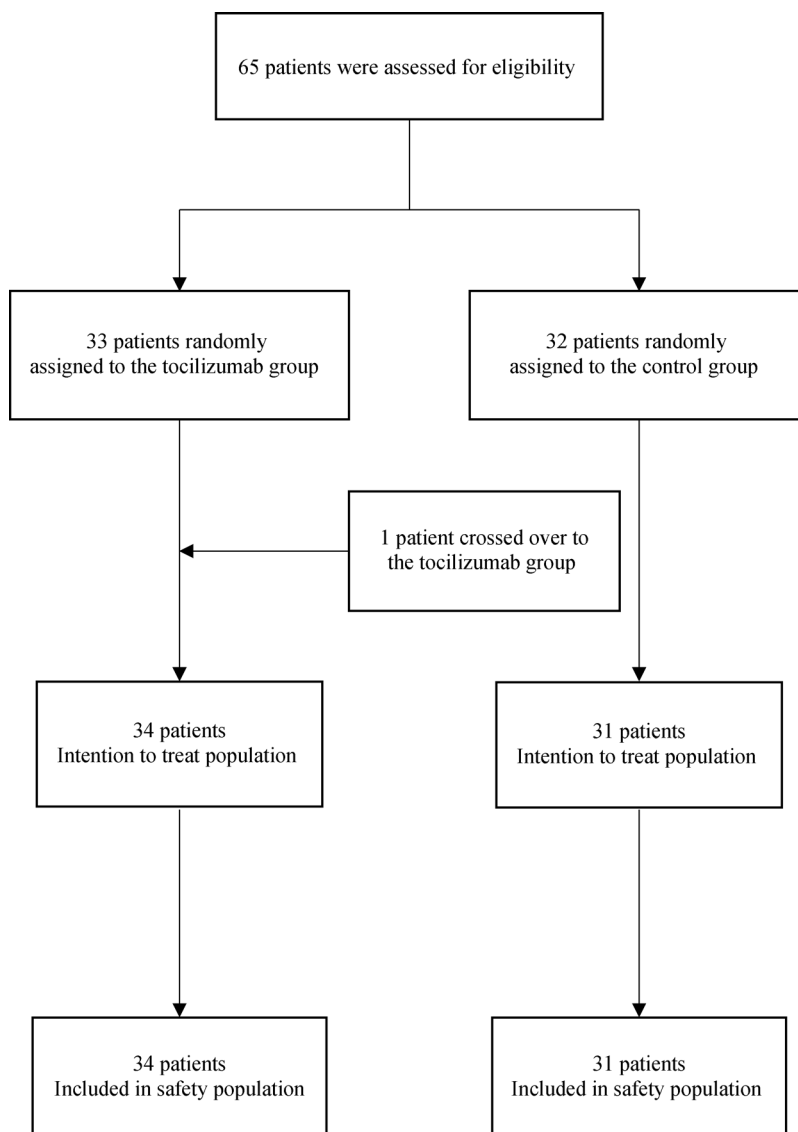 65 patients were assessed for eligibility
33 patients randomly
assigned to the tocilizumab group
32 patients randomly
assigned to the control group
1 patient crossed over to
the tocilizumab group
34 patients
Intention to treat population
31 patients
Intention to treat population
34 patients
Included in safety population
31 patients
Included in safety population